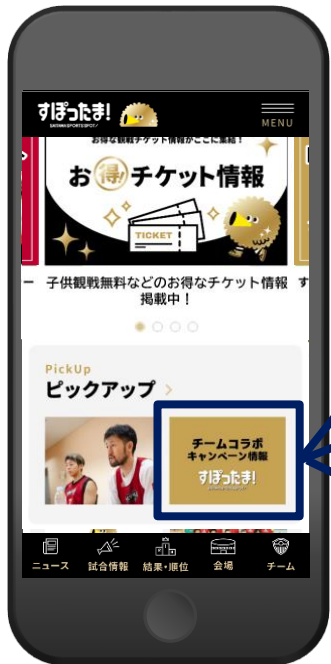 すぽったま!
SAITAMA SPORTS SPOT!
MENU
お得な観戦チケット情報がここに集結!
お得!チケット情報
TICKET
子供観戦無料などのお得なチケット情報
掲載中!
PickUp
ピックアップ >
チームコラボ
キャンペーン情報
すぽったま!
ニュース 試合情報 結果・順位 会場 チーム